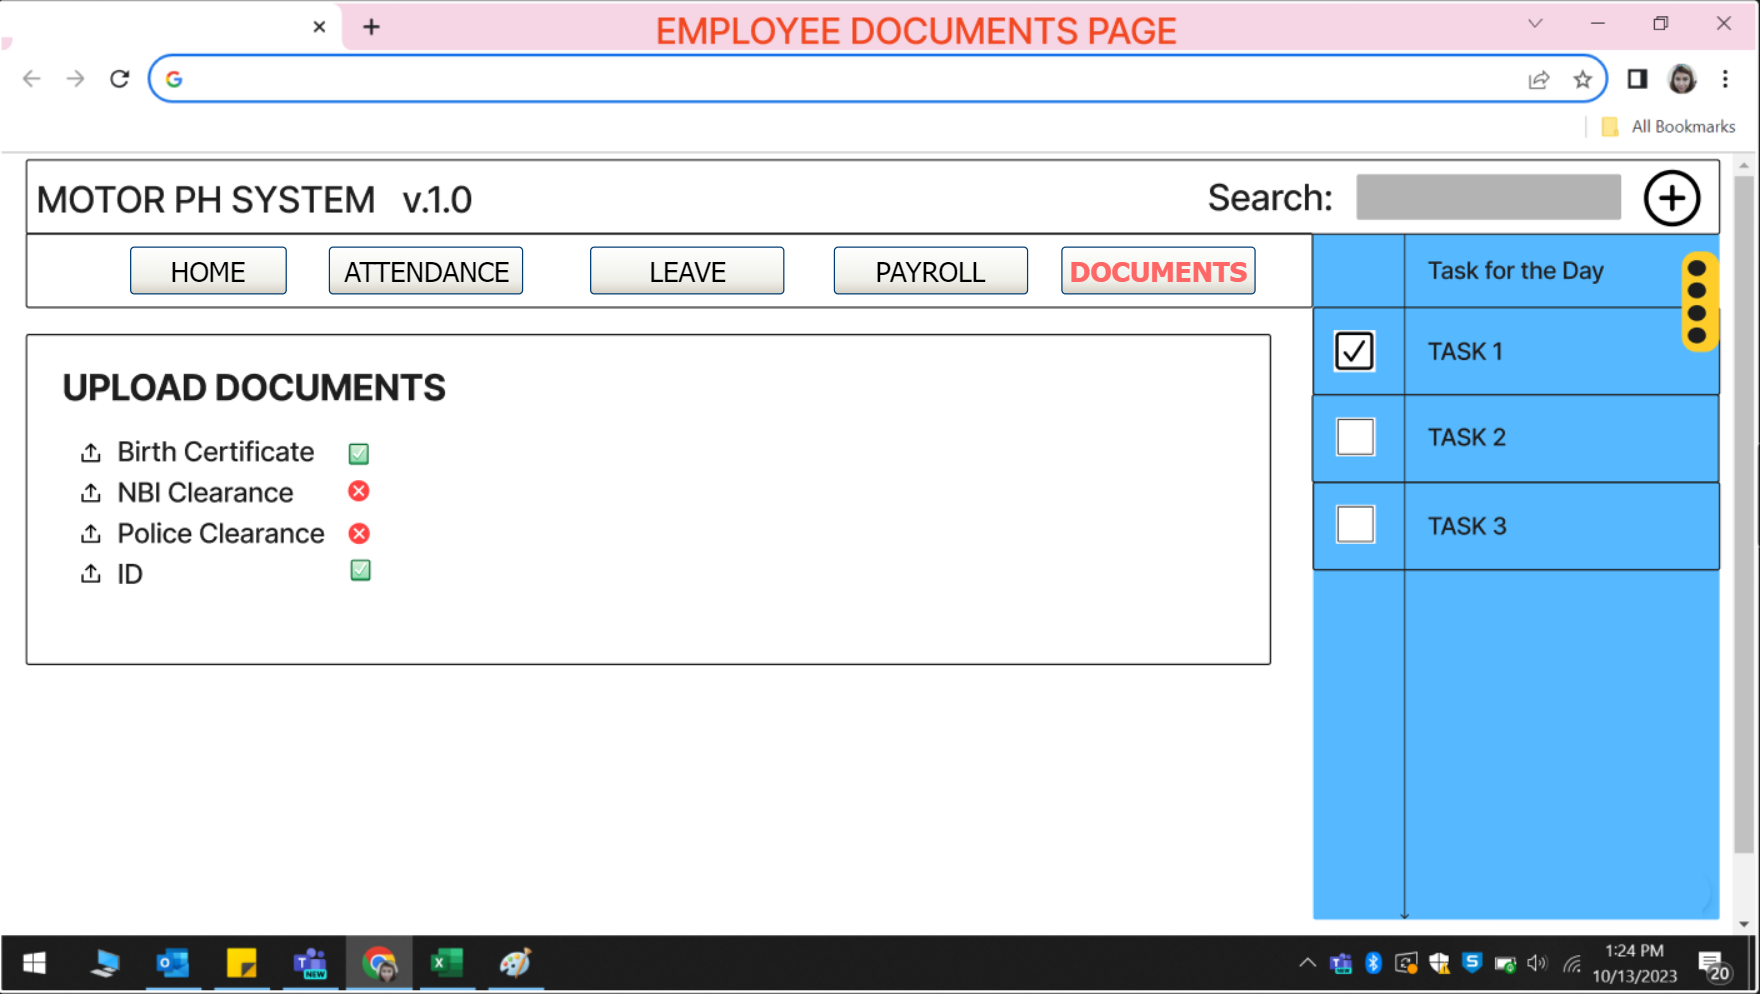 EMPLOYEE DOCUMENTS PAGE
All Bookmarks
MOTOR PH SYSTEM v.1.0
Search:
HOME
ATTENDANCE
LEAVE
PAYROLL
DOCUMENTS
Task for the Day
TASK 1
TASK 2
TASK 3
UPLOAD DOCUMENTS
Birth Certificate
NBI Clearance
Police Clearance
ID
NEW
1:24 PM
10/13/2023
20